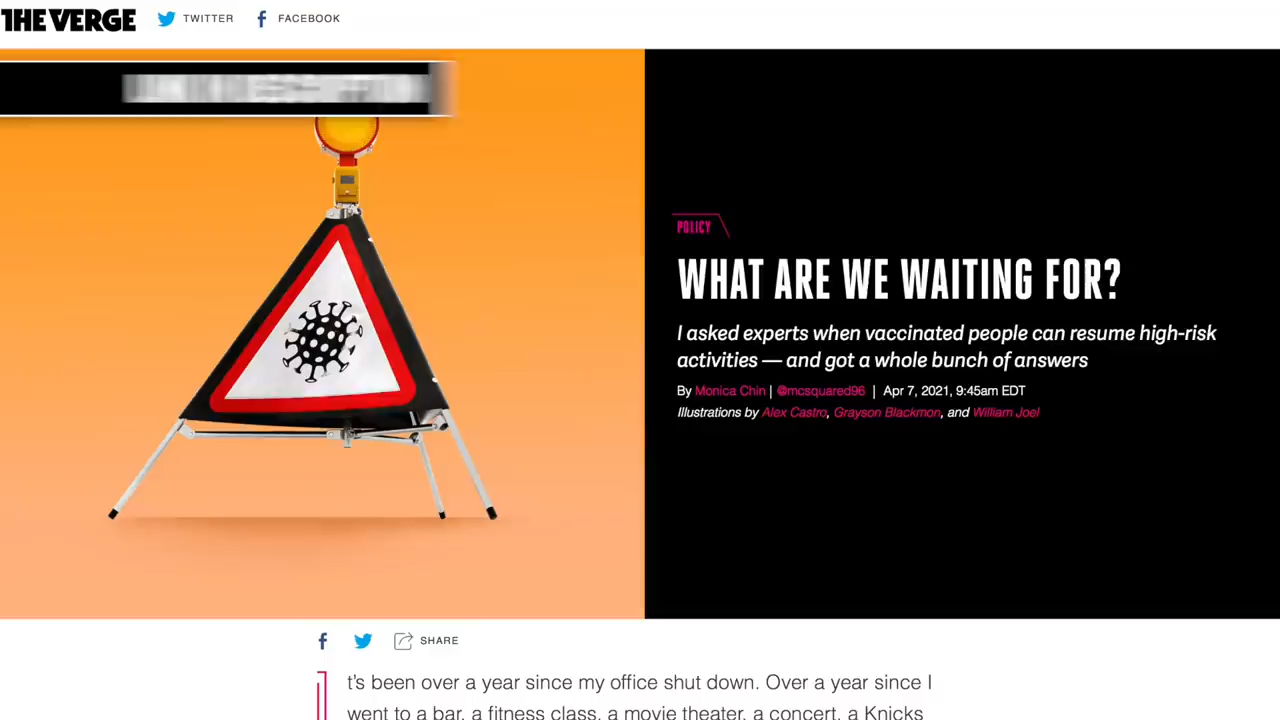 THE VERGE TWITTER FACEBOOK
POLICY
WHAT ARE WE WAITING FOR?
I asked experts when vaccinated people can resume high-risk
activities — and got a whole bunch of answers
By Monica Chin | @mcsquared96 | Apr 7, 2021, 9:45am EDT
Illustrations by Alex Castro, Grayson Blackmon, and William Joel
SHARE
t's been over a year since my office shut down. Over a year since I
went to a bar, a fitness class, a movie theater, a concert, a Knicks